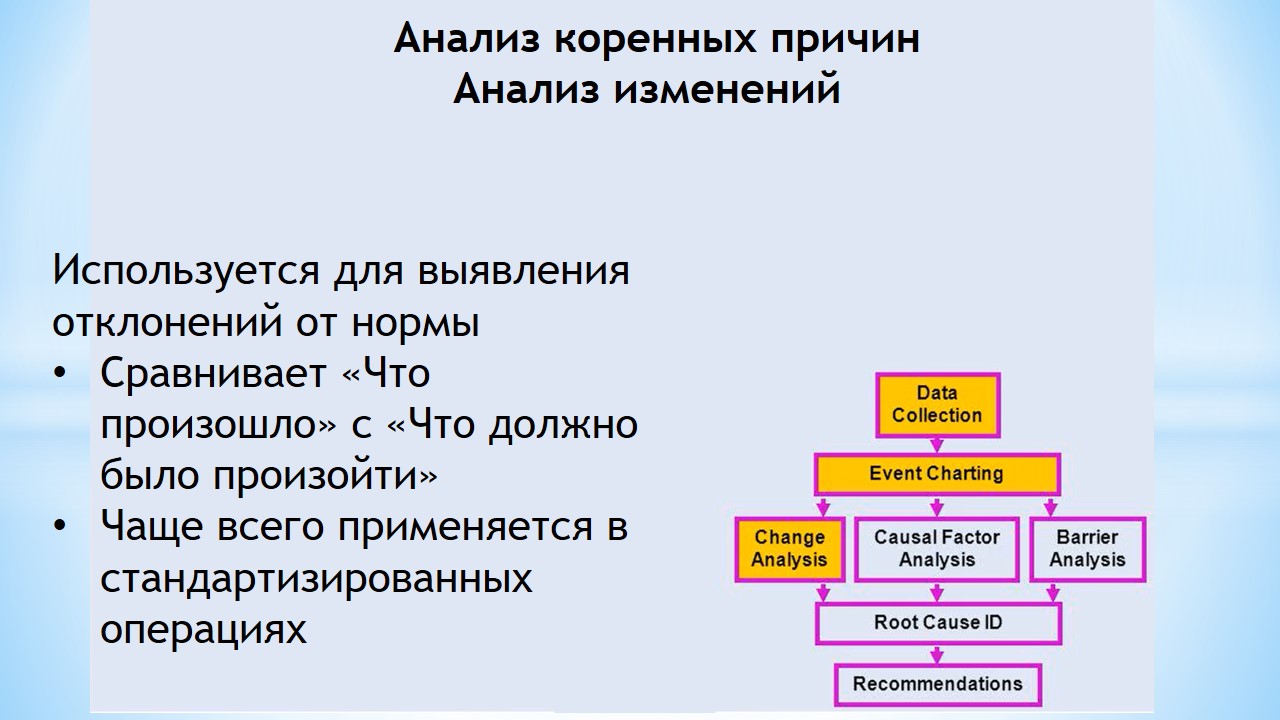 Анализ коренных причин
Анализ изменений
Используется для выявления
отклонений от нормы
• Сравнивает «Что
произошло» с «Что должно
было произойти»
• Чаще всего применяется в
стандартизированных
операциях
Data
Collection
Event Charting
Change
Analysis
Causal Factor
Analysis
Barrier
Analysis
Root Cause ID
Recommendations